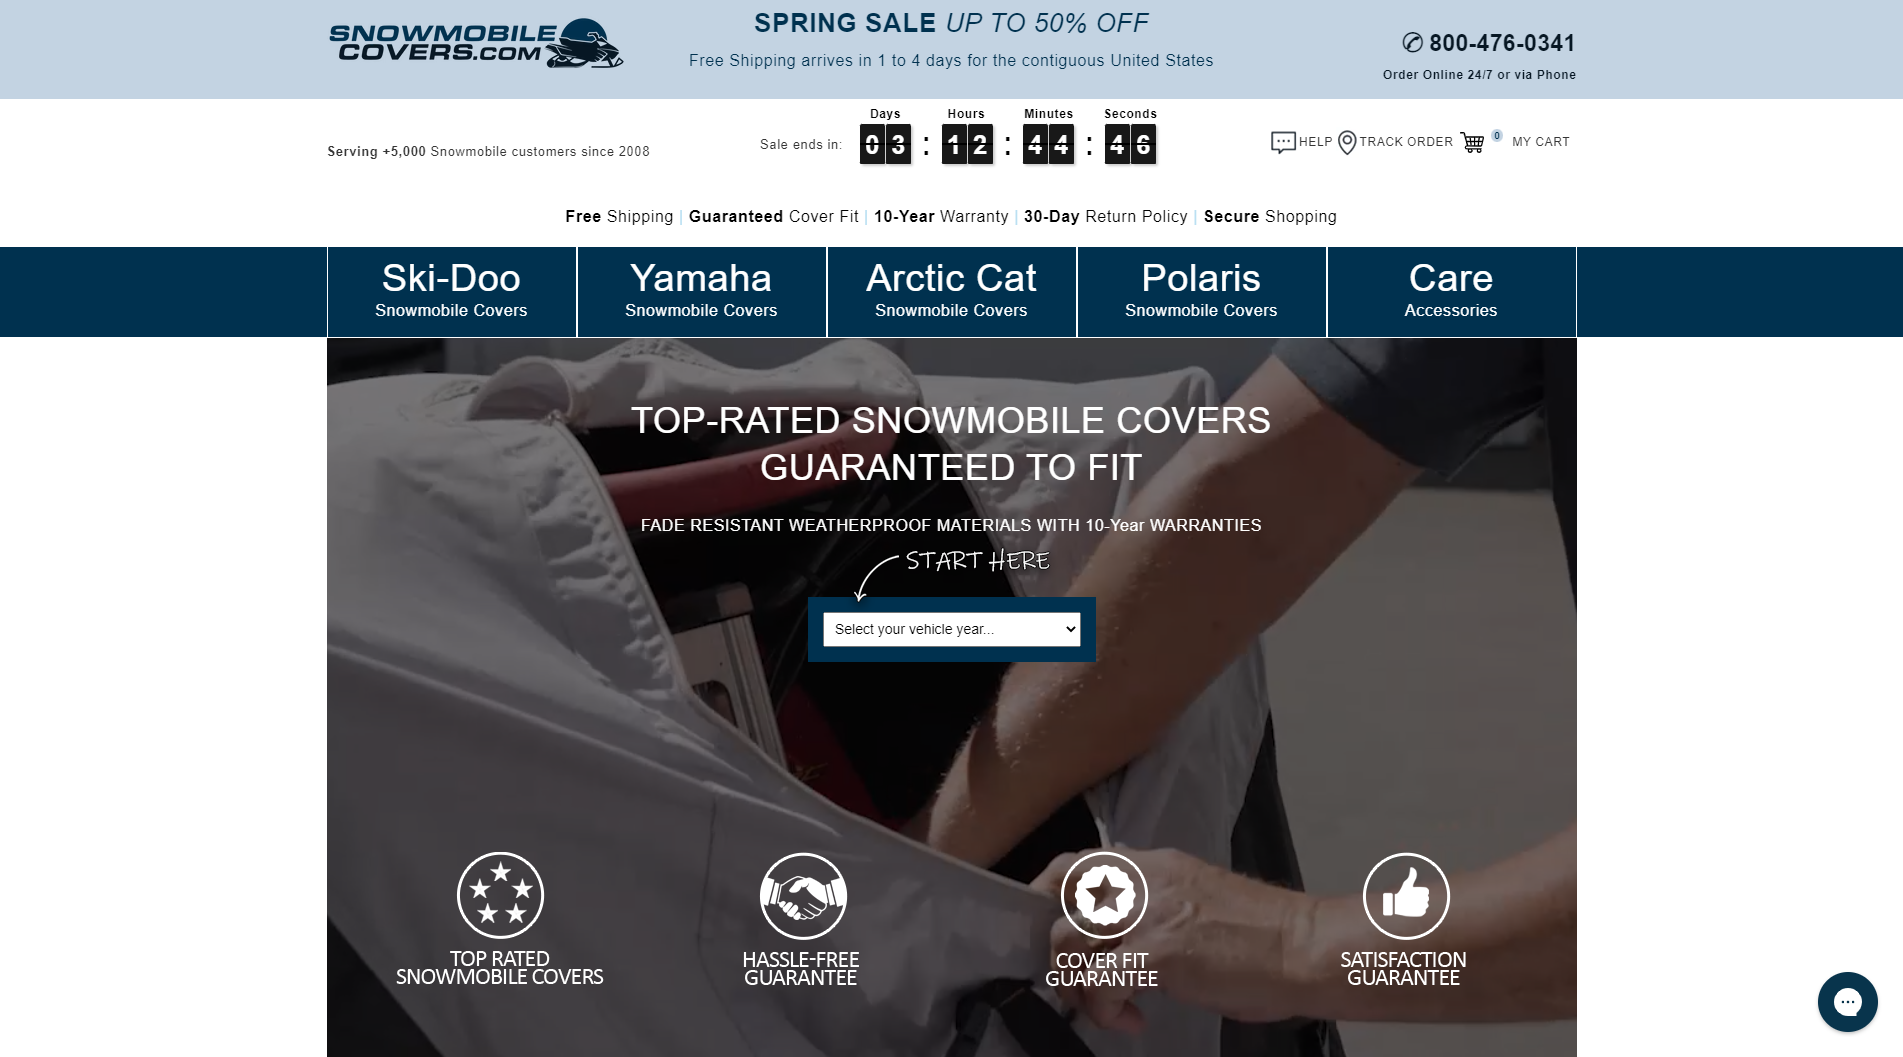 SNOWMOBILE
COVERS.COM
SPRING SALE UP TO 50% OFF
Free Shipping arrives in 1 to 4 days for the contiguous United States
800-476-0341
Order Online 24/7 or via Phone
Serving +5,000 Snowmobile customers since 2008
Sale ends in:
Days Hours Minutes Seconds
03 : 12 : 44 : 46
HELP TRACK ORDER 0 MY CART
Free Shipping | Guaranteed Cover Fit | 10-Year Warranty | 30-Day Return Policy | Secure Shopping
Ski-Doo
Snowmobile Covers
Yamaha
Snowmobile Covers
Arctic Cat
Snowmobile Covers
Polaris
Snowmobile Covers
Care
Accessories
TOP-RATED SNOWMOBILE COVERS
GUARANTEED TO FIT
FADE RESISTANT WEATHERPROOF MATERIALS WITH 10-Year WARRANTIES
START HERE
Select your vehicle year...
TOP RATED
SNOWMOBILE COVERS
HASSLE-FREE
GUARANTEE
COVER FIT
GUARANTEE
SATISFACTION
GUARANTEE